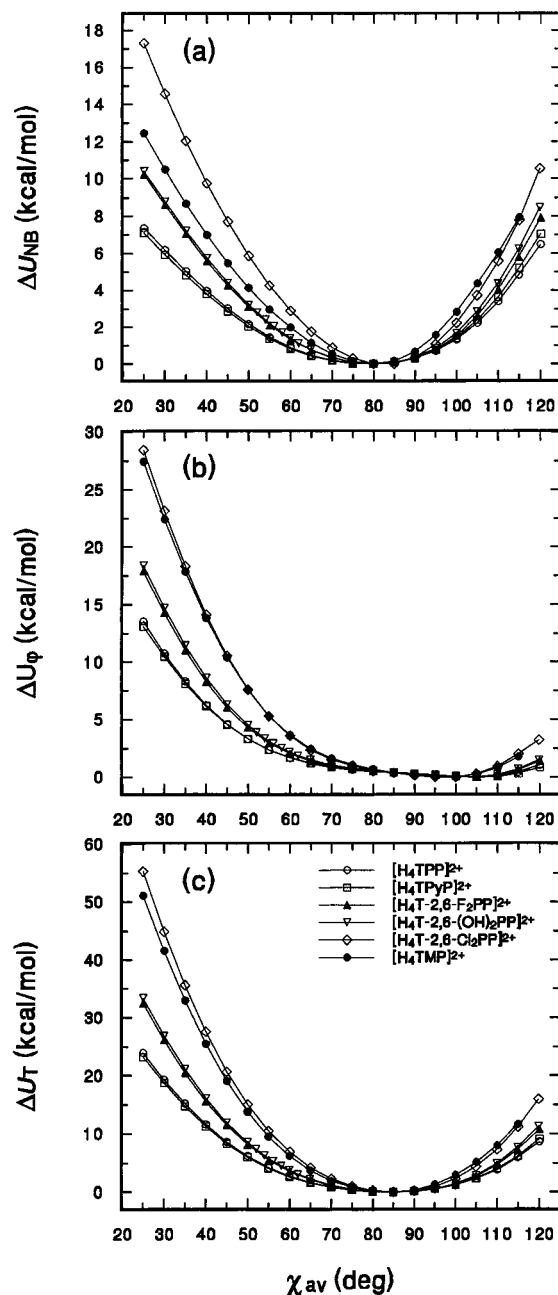 (a)
ΔU_NB (kcal/mol)
18
16
14
12
10
8
6
4
2
0
20 30 40 50 60 70 80 90 100 110 120
(b)
ΔU_φ (kcal/mol)
30
25
20
15
10
5
0
20 30 40 50 60 70 80 90 100 110 120
(c)
ΔU_T (kcal/mol)
60
50
40
30
20
10
0
[H₄TPP]²⁺
[H₄TPyP]²⁺
[H₄T-2,6-F₂PP]²⁺
[H₄T-2,6-(OH)₂PP]²⁺
[H₄T-2,6-Cl₂PP]²⁺
[H₄TMP]²⁺
20 30 40 50 60 70 80 90 100 110 120
χav (deg)